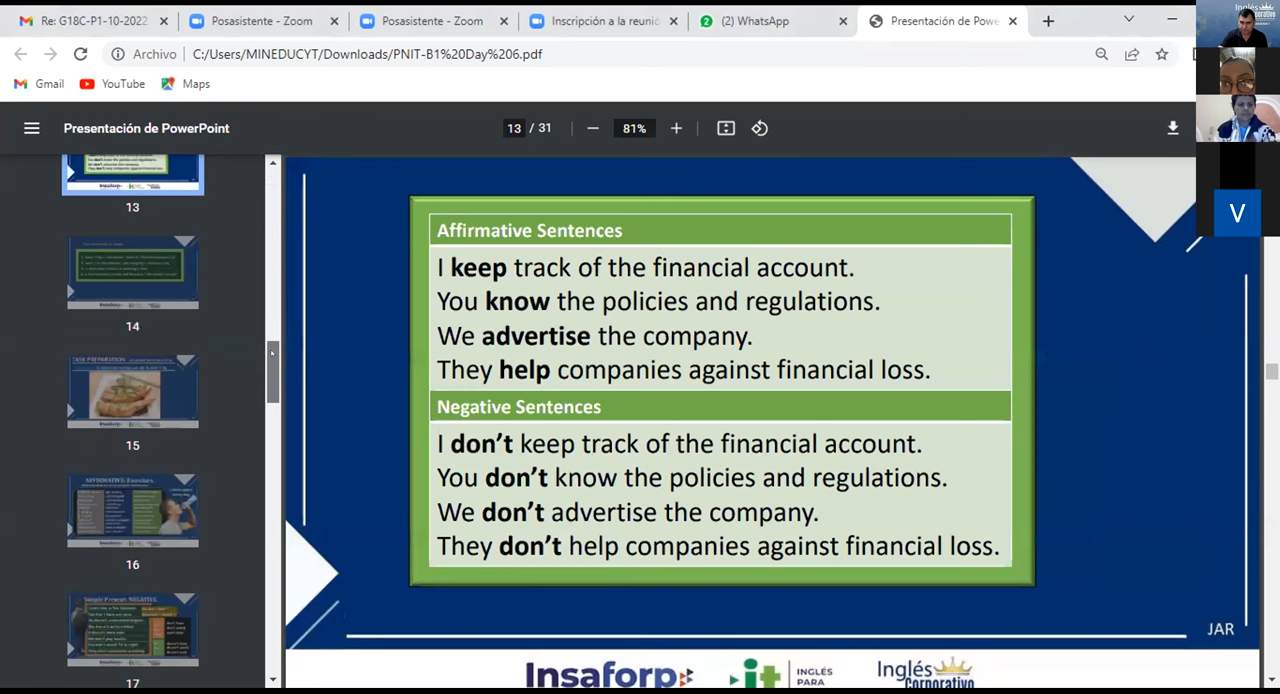 Re: G18C-P1-10-2022
Posasistente - Zoom
Posasistente - Zoom
Inscripción a la reunió
(2) WhatsApp
Presentación de Powe
Archivo
C:/Users/MINEDUCYT/Downloads/PNIT-B1%20Day%206.pdf
Gmail
YouTube
Maps
Presentación de PowerPoint
13 / 31
81%
V
13
14
15
16
17
Affirmative Sentences
I keep track of the financial account.
You know the policies and regulations.
We advertise the company.
They help companies against financial loss.
Negative Sentences
I don't keep track of the financial account.
You don't know the policies and regulations.
We don't advertise the company.
They don't help companies against financial loss.
JAR
Insaforp
it
INGLÉS
PARA
Inglés
Corporativo